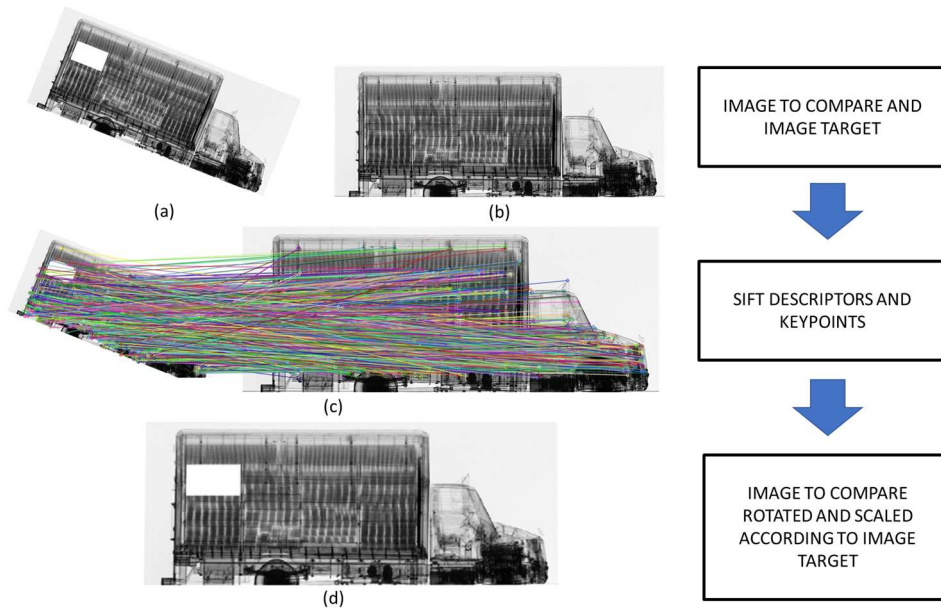 (a)
(b)
IMAGE TO COMPARE AND
IMAGE TARGET
(c)
SIFT DESCRIPTORS AND
KEYPOINTS
(d)
IMAGE TO COMPARE
ROTATED AND SCALED
ACCORDING TO IMAGE
TARGET